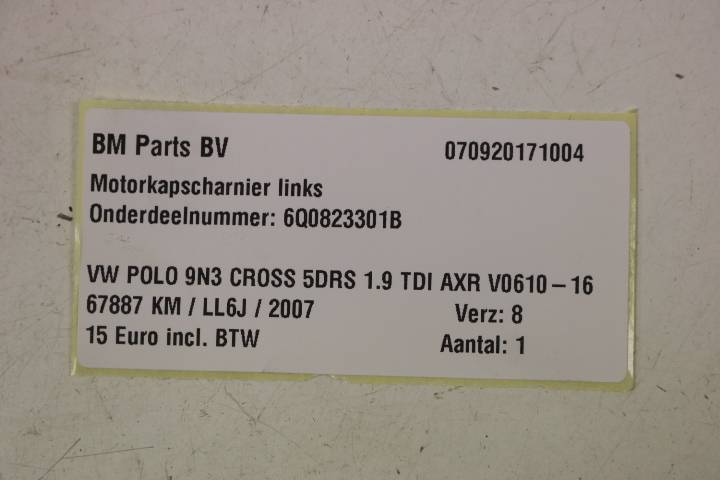 BM Parts BV 070920171004
Motorkapscharnier links
Onderdeelnummer: 6Q0823301B
VW POLO 9N3 CROSS 5DRS 1.9 TDI AXR V0610-16
67887 KM / LL6J / 2007 Verz: 8
15 Euro incl. BTW Aantal: 1